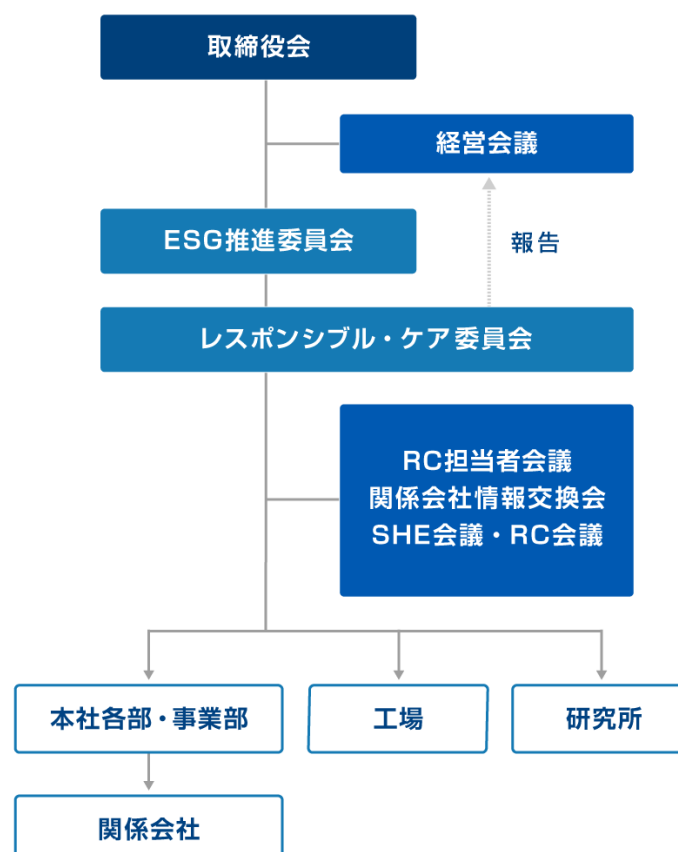 取締役会
経営会議
ESG推進委員会
報告
レスポンシブル・ケア委員会
RC担当者会議
関係会社情報交換会
SHE会議・RC会議
本社各部・事業部
工場
研究所
関係会社